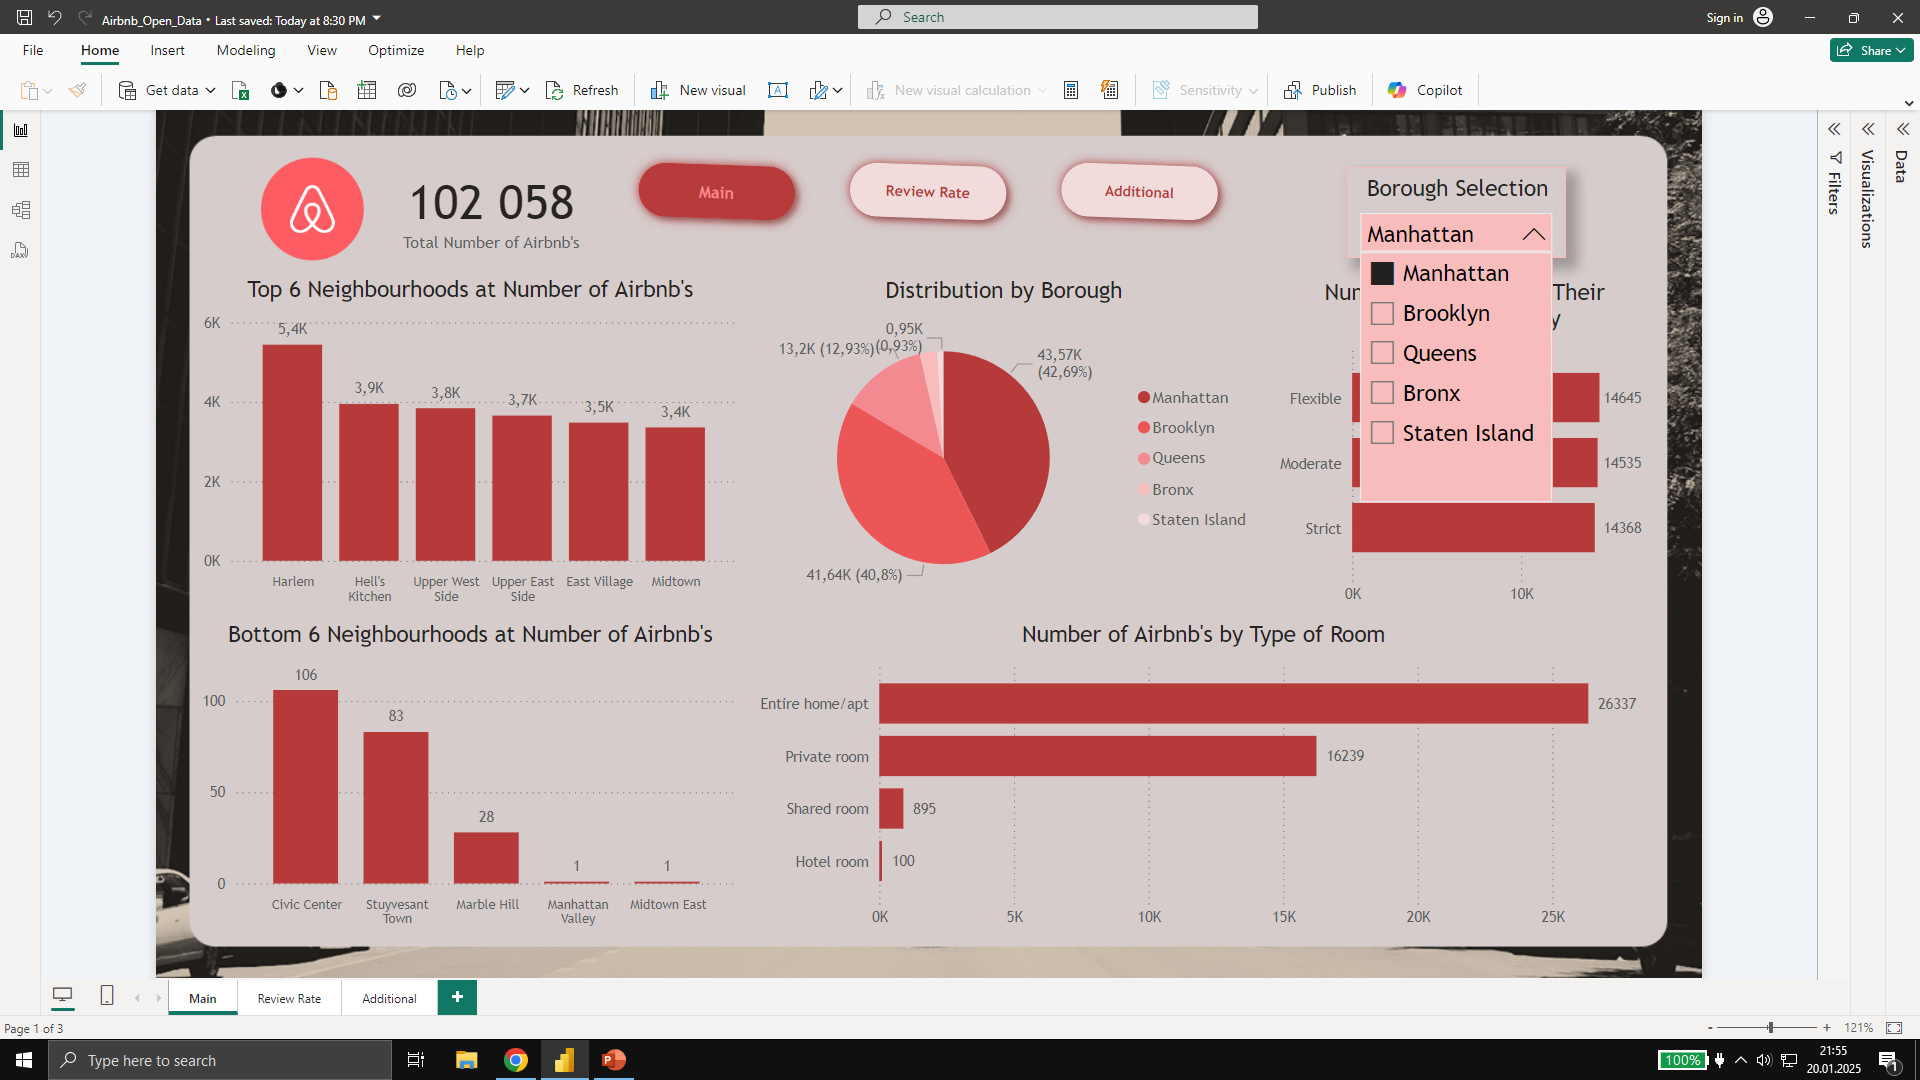 Airbnb_Open_Data • Last saved: Today at 8:30 PM
Search
Sign in
File
Home
Insert
Modeling
View
Optimize
Help
Share
Get data
Refresh
New visual
New visual calculation
Sensitivity
Publish
Copilot
102 058
Total Number of Airbnb's
Main
Review Rate
Additional
Borough Selection
Manhattan
Manhattan
Brooklyn
Queens
Bronx
Staten Island
Filters
Visualizations
Data
Top 6 Neighbourhoods at Number of Airbnb's
6K
4K
2K
0K
5,4K
3,9K
3,8K
3,7K
3,5K
3,4K
Harlem
Hell's
Kitchen
Upper West
Side
Upper East
Side
East Village
Midtown
Distribution by Borough
0,95K
(0,93%)
13,2K (12,93%)
43,57K
(42,69%)
41,64K (40,8%)
Manhattan
Brooklyn
Queens
Bronx
Staten Island
Their
Flexible
14645
Moderate
14535
Strict
14368
0K
10K
Bottom 6 Neighbourhoods at Number of Airbnb's
100
50
0
106
83
28
1
1
Civic Center
Stuyvesant
Town
Marble Hill
Manhattan
Valley
Midtown East
Number of Airbnb's by Type of Room
Entire home/apt
26337
Private room
16239
Shared room
895
Hotel room
100
0K
5K
10K
15K
20K
25K
Main
Review Rate
Additional
+
Page 1 of 3
- + 121%
Type here to search
100%
21:55
20.01.2025
1